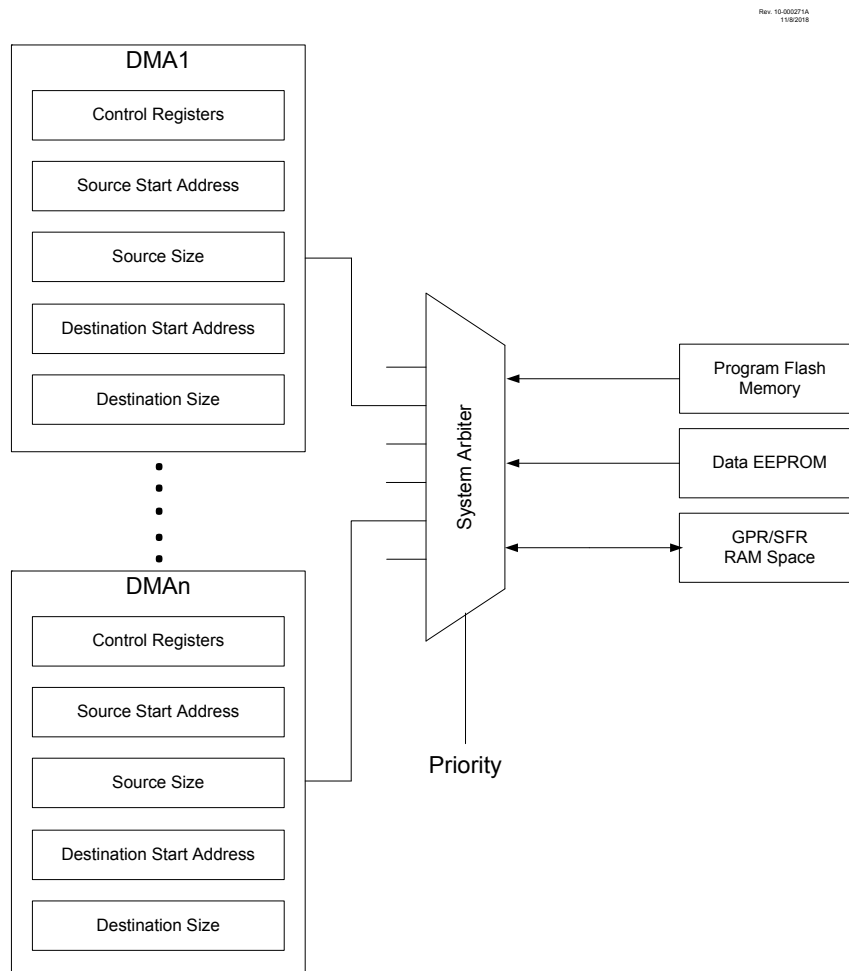 Rev. 10-000271A
11/8/2018
DMA1
Control Registers
Source Start Address
Source Size
Destination Start Address
Destination Size
DMAn
Control Registers
Source Start Address
Source Size
Destination Start Address
Destination Size
System Arbiter
Priority
Program Flash
Memory
Data EEPROM
GPR/SFR
RAM Space